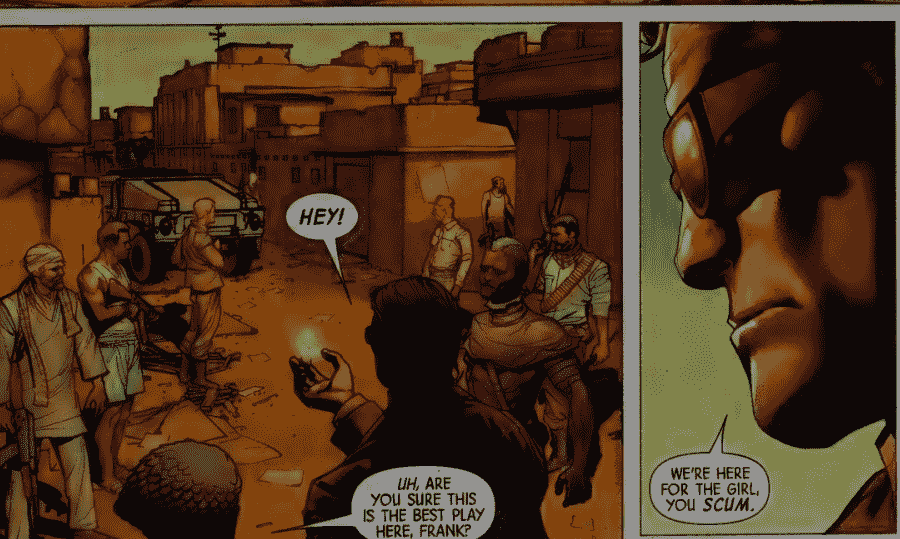 HEY!
UH, ARE
YOU SURE THIS
IS THE BEST PLAY
HERE, FRANK?
WE'RE HERE
FOR THE GIRL,
YOU SCUM.